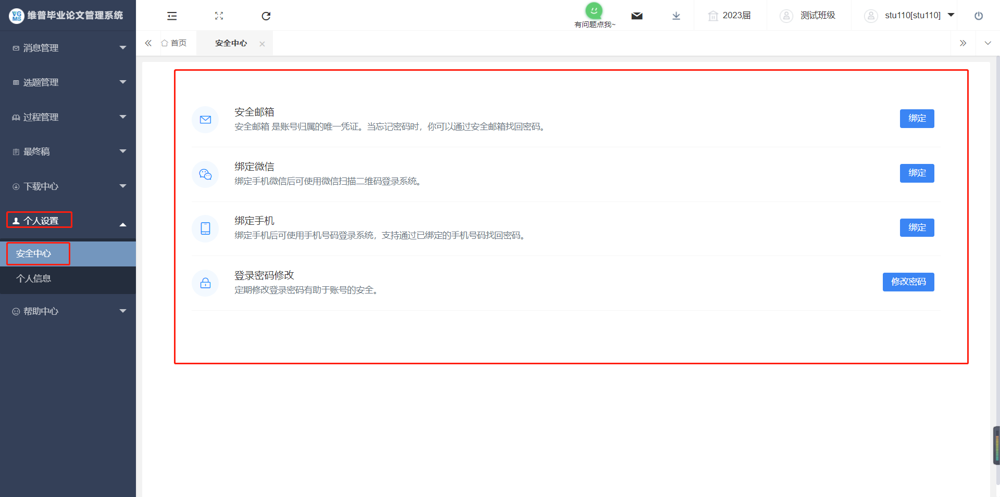 VG
MS
维普毕业论文管理系统
有问题点我~
2023届
测试班级
stu110[stu110]
首页
安全中心
消息管理
选题管理
过程管理
最终稿
下载中心
个人设置
安全中心
个人信息
帮助中心
安全邮箱
安全邮箱 是账号归属的唯一凭证。当忘记密码时，你可以通过安全邮箱找回密码。
绑定
绑定微信
绑定手机微信后可使用微信扫描二维码登录系统。
绑定
绑定手机
绑定手机后可使用手机号码登录系统，支持通过已绑定的手机号码找回密码。
绑定
登录密码修改
定期修改登录密码有助于账号的安全。
修改密码